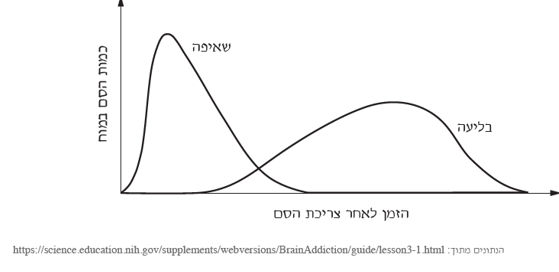 שאיפה
כמות הסם במוח
בליעה
הזמן לאחר צריכת הסם
הנתונים מתוך: https://science.education.nih.gov/supplements/webversions/BrainAddiction/guide/lesson3-1.html